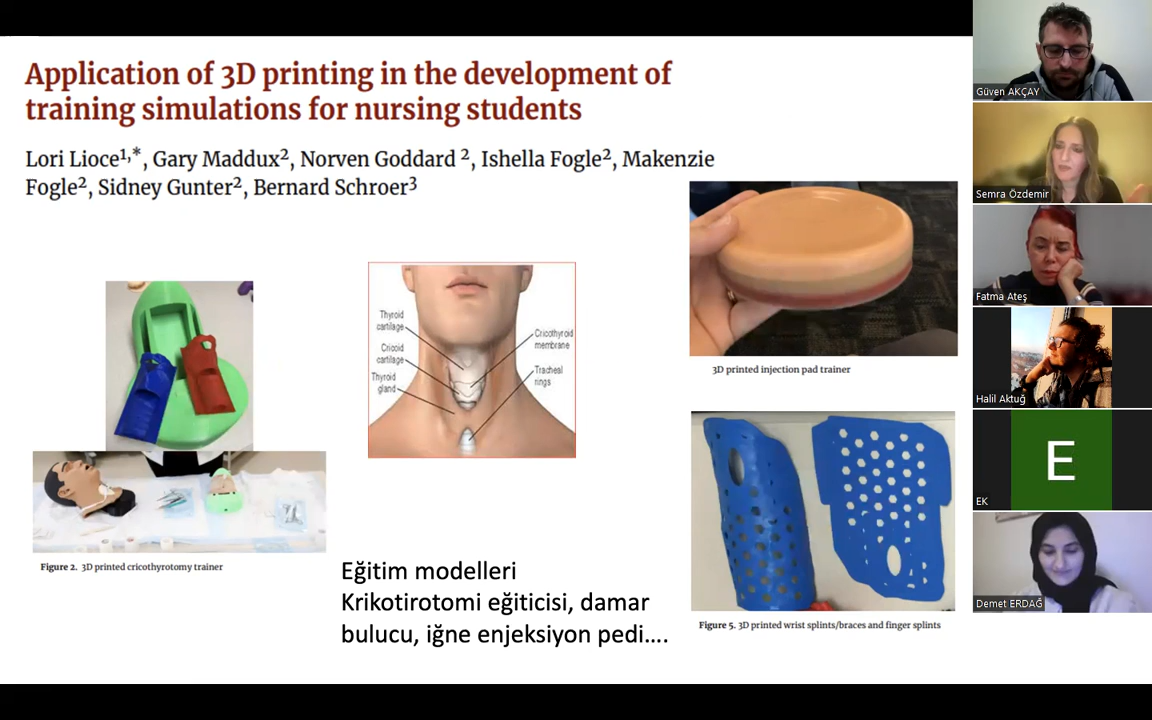 Application of 3D printing in the development of
training simulations for nursing students
Lori Lioce1,*, Gary Maddux2, Norven Goddard 2, Ishella Fogle2, Makenzie
Fogle2, Sidney Gunter2, Bernard Schroer3
Thyroid
cartilage
Cricoid
cartilage
Thyroid
gland
Cricothyroid
membrane
Tracheal
rings
3D printed injection pad trainer
Figure 2. 3D printed cricothyrotomy trainer
Eğitim modelleri
Krikotirotomi eğiticisi, damar
bulucu, iğne enjeksiyon pedi….
Figure 5. 3D printed wrist splints/braces and finger splints
Güven AKÇAY
Semra Özdemir
Fatma Ateş
Halil Aktuğ
E
EK
Demet ERDAĞ